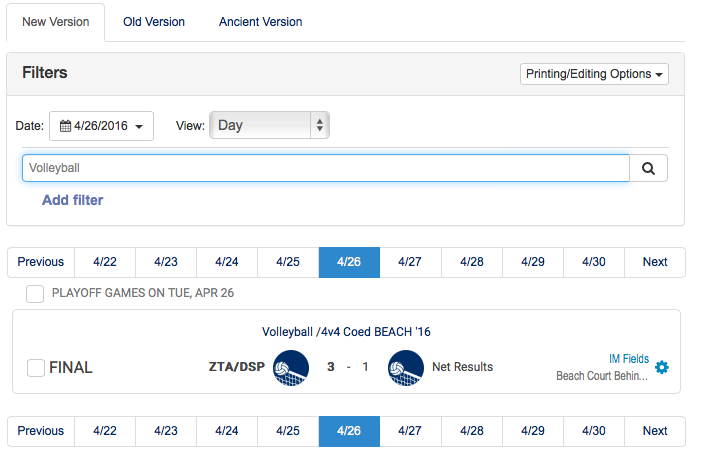 New Version Old Version Ancient Version
Filters Printing/Editing Options
Date: 4/26/2016 View: Day
Volleyball
Add filter
Previous 4/22 4/23 4/24 4/25 4/26 4/27 4/28 4/29 4/30 Next
PLAYOFF GAMES ON TUE, APR 26
Volleyball /4v4 Coed BEACH '16
FINAL ZTA/DSP 3 - 1 Net Results IM Fields
Beach Court Behin...
Previous 4/22 4/23 4/24 4/25 4/26 4/27 4/28 4/29 4/30 Next